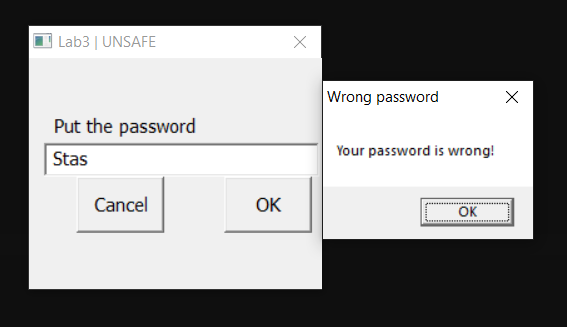 Lab3 | UNSAFE
Put the password
Stas
Cancel
OK
Wrong password
Your password is wrong!
OK